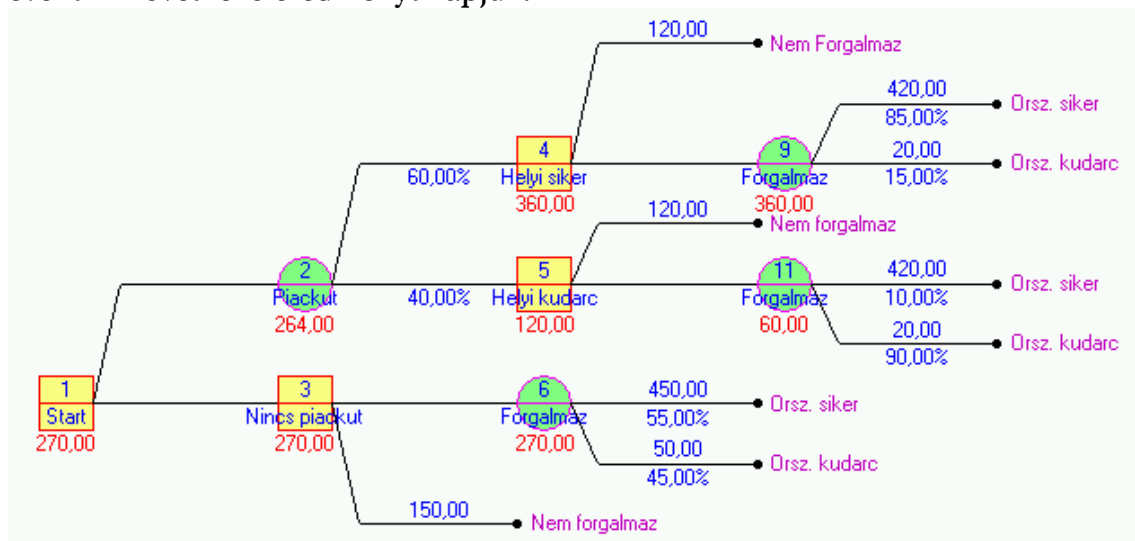 120,00
Nem Forgalmaz
420,00
Orsz. siker
85,00%
4
9
20,00
Orsz. kudarc
60,00%
Helyi siker
Forgalmaz
15,00%
360,00
360,00
120,00
Nem forgalmaz
2
5
11
420,00
Orsz. siker
Piackut
40,00%
Helyi kudarc
Forgalmaz
10,00%
264,00
120,00
60,00
20,00
Orsz. kudarc
90,00%
1
3
6
450,00
Orsz. siker
Start
Nincs piackut
Forgalmaz
55,00%
270,00
270,00
270,00
50,00
Orsz. kudarc
45,00%
150,00
Nem forgalmaz